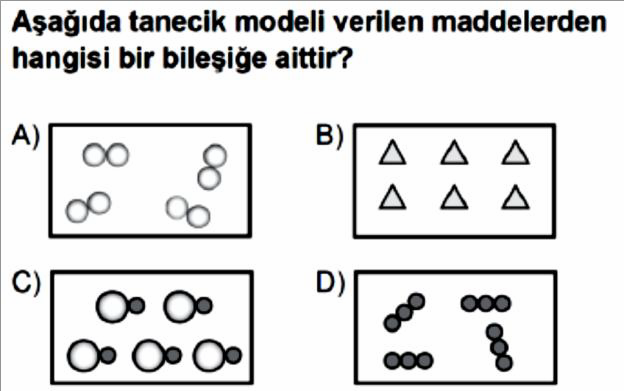 Aşağıda tanecik modeli verilen maddelerden
hangisi bir bileşiğe aittir?
A)
B)
C)
D)